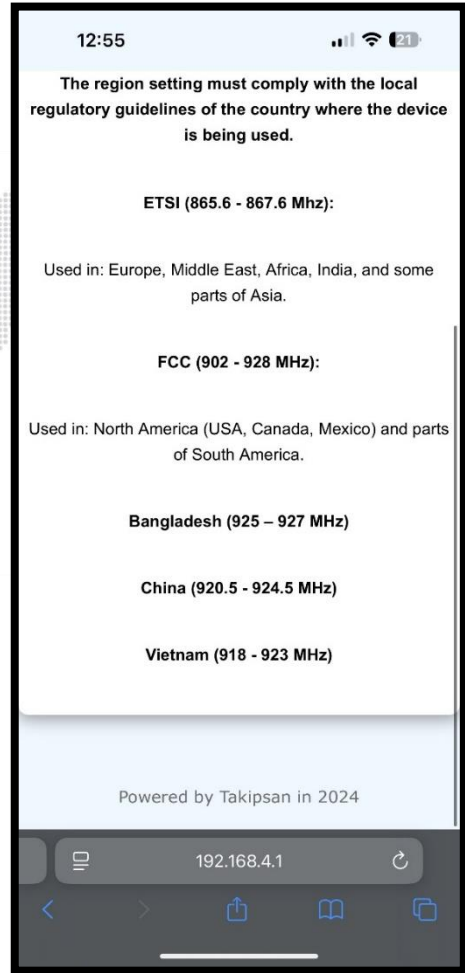 12:55
21
The region setting must comply with the local
regulatory guidelines of the country where the device
is being used.
ETSI (865.6 - 867.6 Mhz):
Used in: Europe, Middle East, Africa, India, and some
parts of Asia.
FCC (902 - 928 MHz):
Used in: North America (USA, Canada, Mexico) and parts
of South America.
Bangladesh (925 – 927 MHz)
China (920.5 - 924.5 MHz)
Vietnam (918 - 923 MHz)
Powered by Takipsan in 2024
192.168.4.1